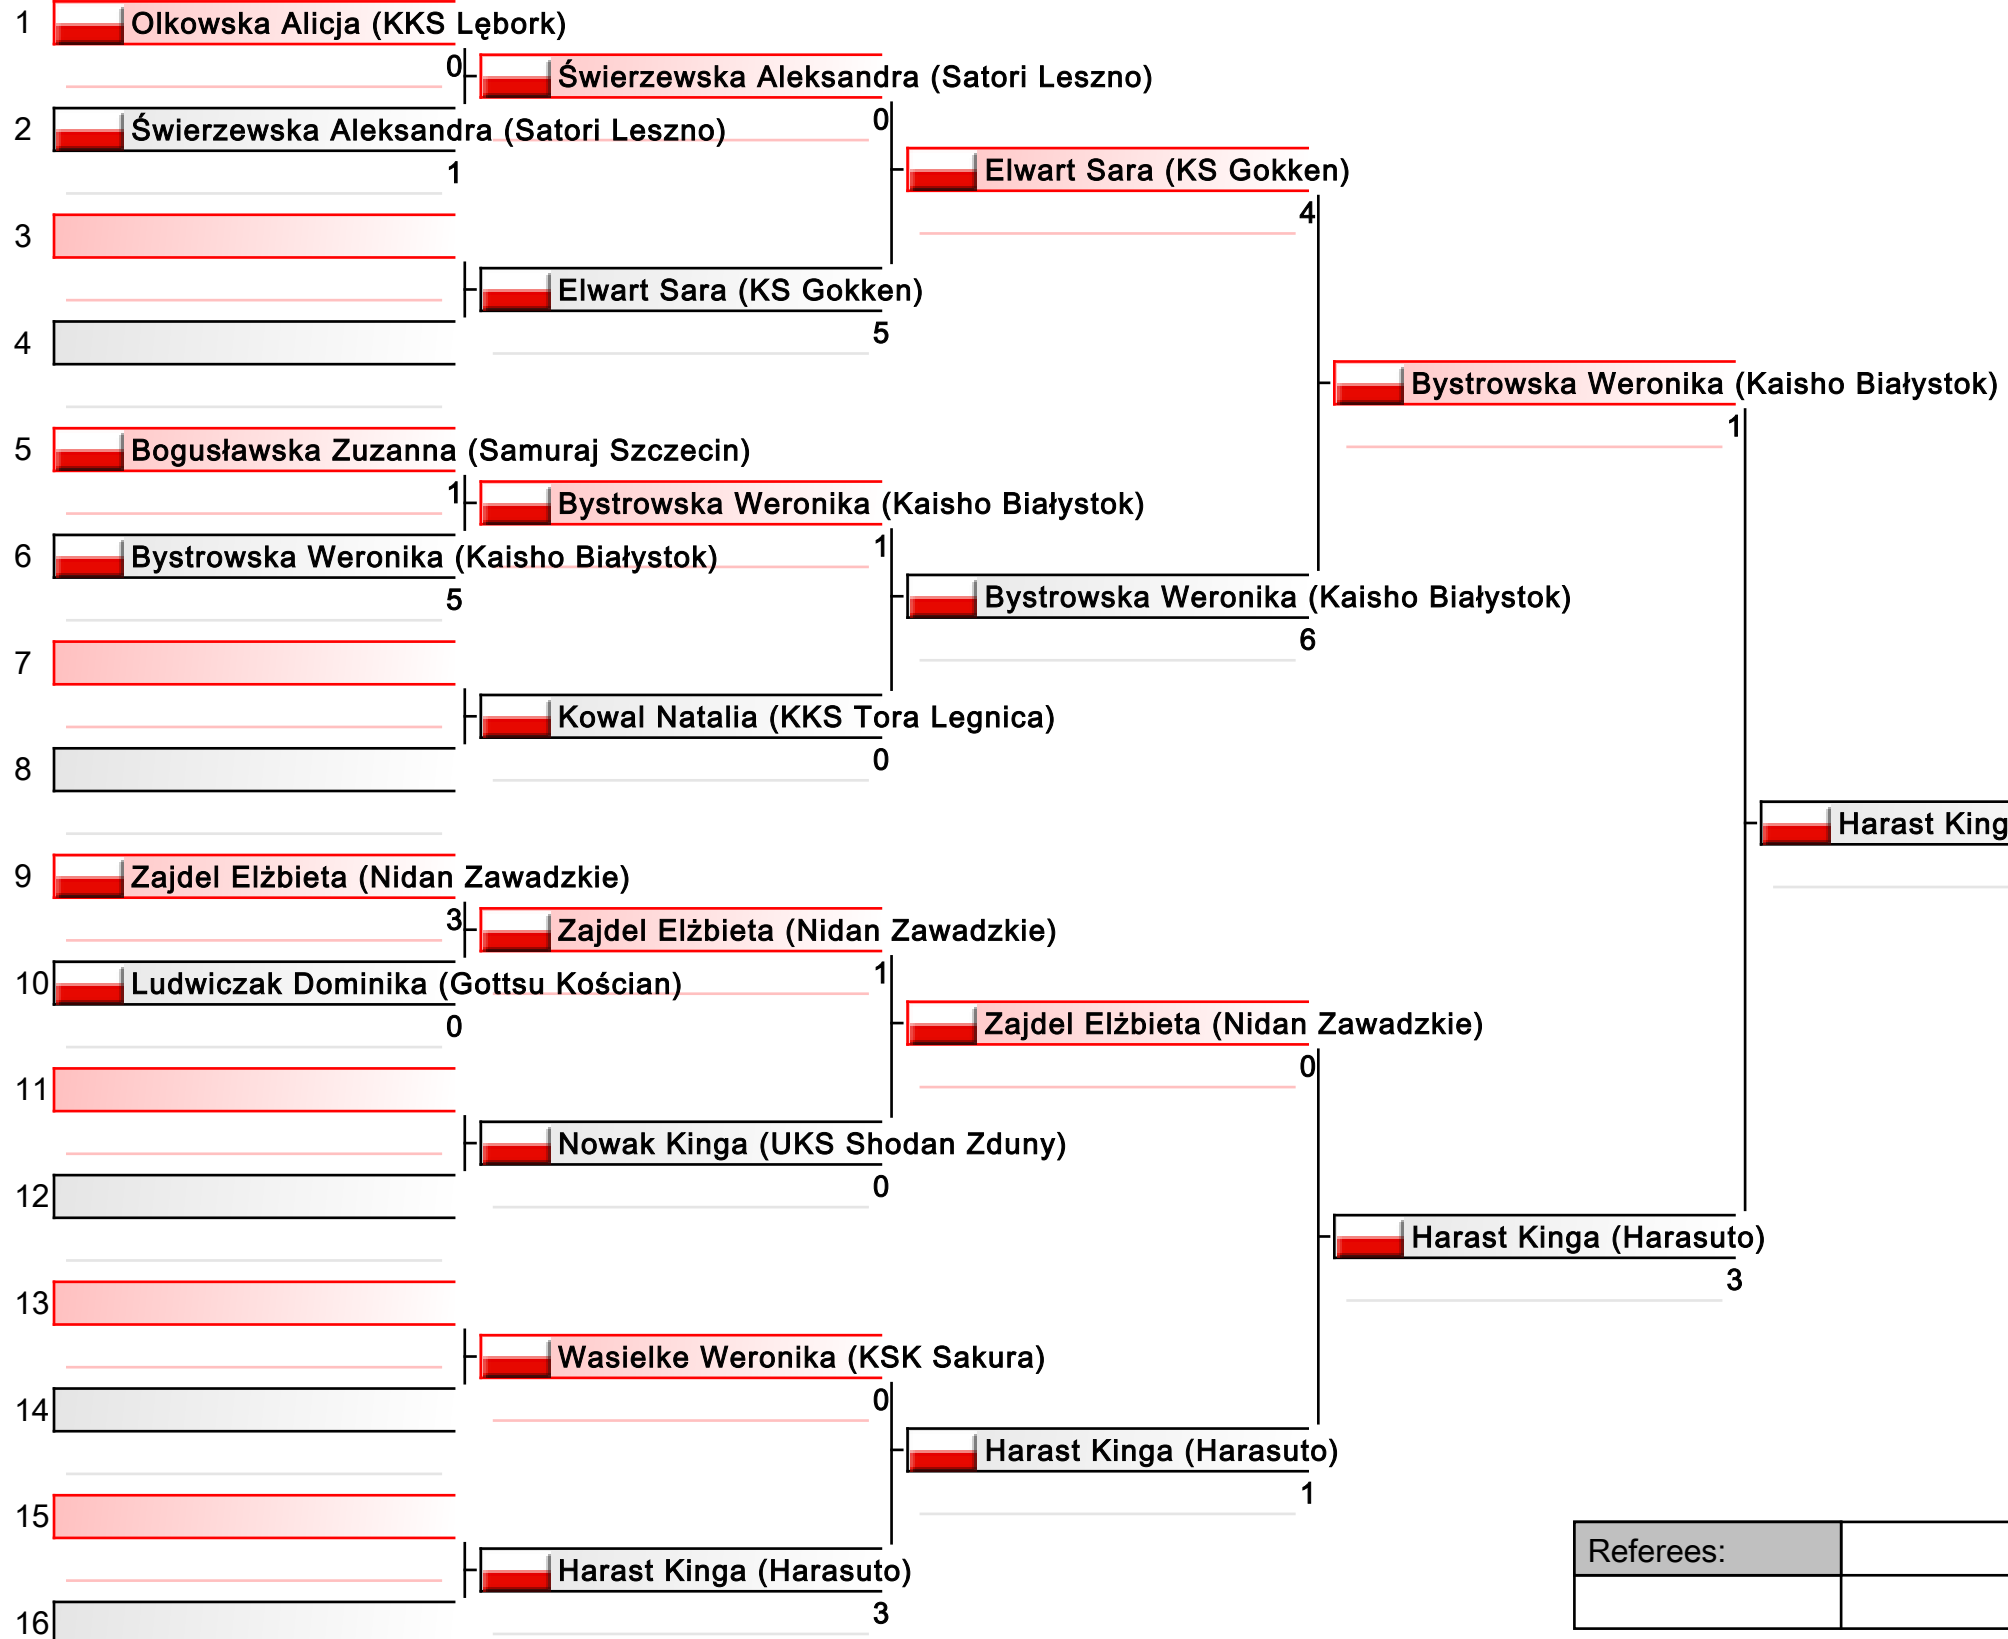 1 Olkowska Alicja (KKS Lębork)
0 Świerzewska Aleksandra (Satori Leszno)
0
2 Świerzewska Aleksandra (Satori Leszno)
1 Elwart Sara (KS Gokken)
4
3
Elwart Sara (KS Gokken)
5
4
Bystrowska Weronika (Kaisho Białystok)
1
5 Bogusławska Zuzanna (Samuraj Szczecin)
1 Bystrowska Weronika (Kaisho Białystok)
1
6 Bystrowska Weronika (Kaisho Białystok)
5 Bystrowska Weronika (Kaisho Białystok)
6
7
Kowal Natalia (KKS Tora Legnica)
0
8
Harast King
9 Zajdel Elżbieta (Nidan Zawadzkie)
3 Zajdel Elżbieta (Nidan Zawadzkie)
1
10 Ludwiczak Dominika (Gottsu Kościan)
0 Zajdel Elżbieta (Nidan Zawadzkie)
0
11
Nowak Kinga (UKS Shodan Zduny)
0
12
Harast Kinga (Harasuto)
3
13
Wasielke Weronika (KSK Sakura)
0
14
Harast Kinga (Harasuto)
1
15
Referees:
Harast Kinga (Harasuto)
3
16